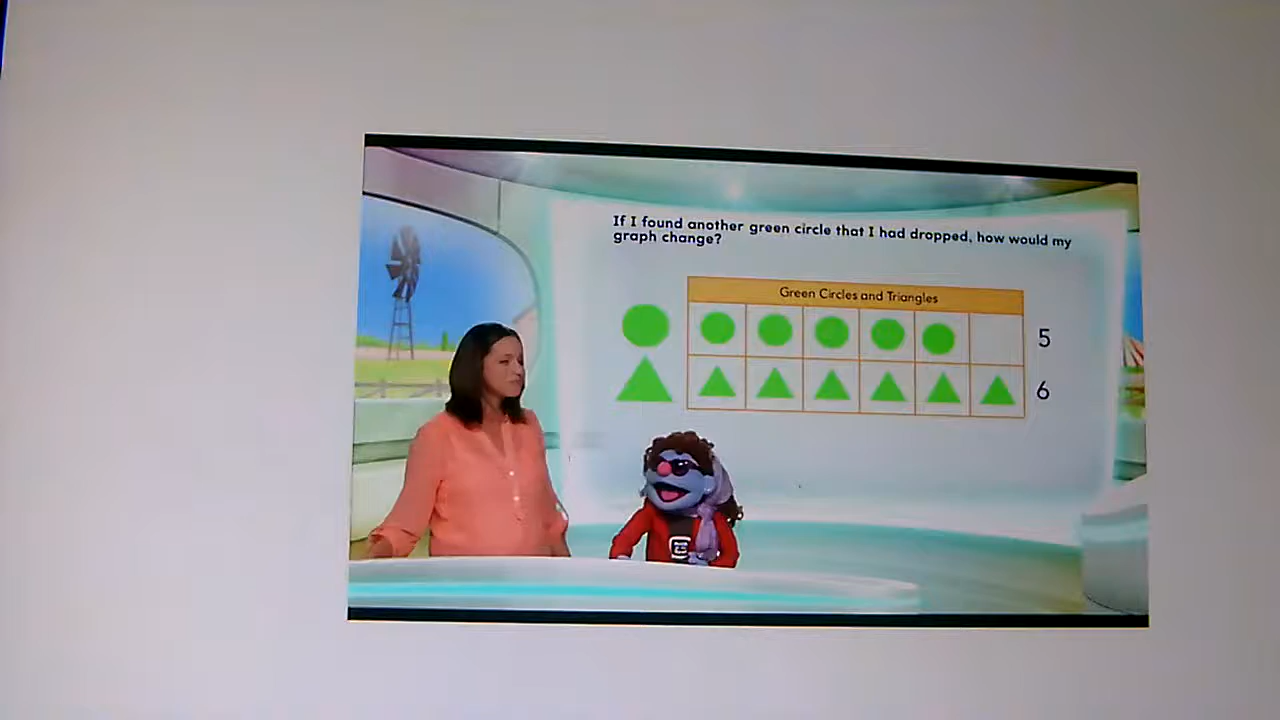 If I found another green circle that I had dropped, how would my
graph change?
Green Circles and Triangles
5
6